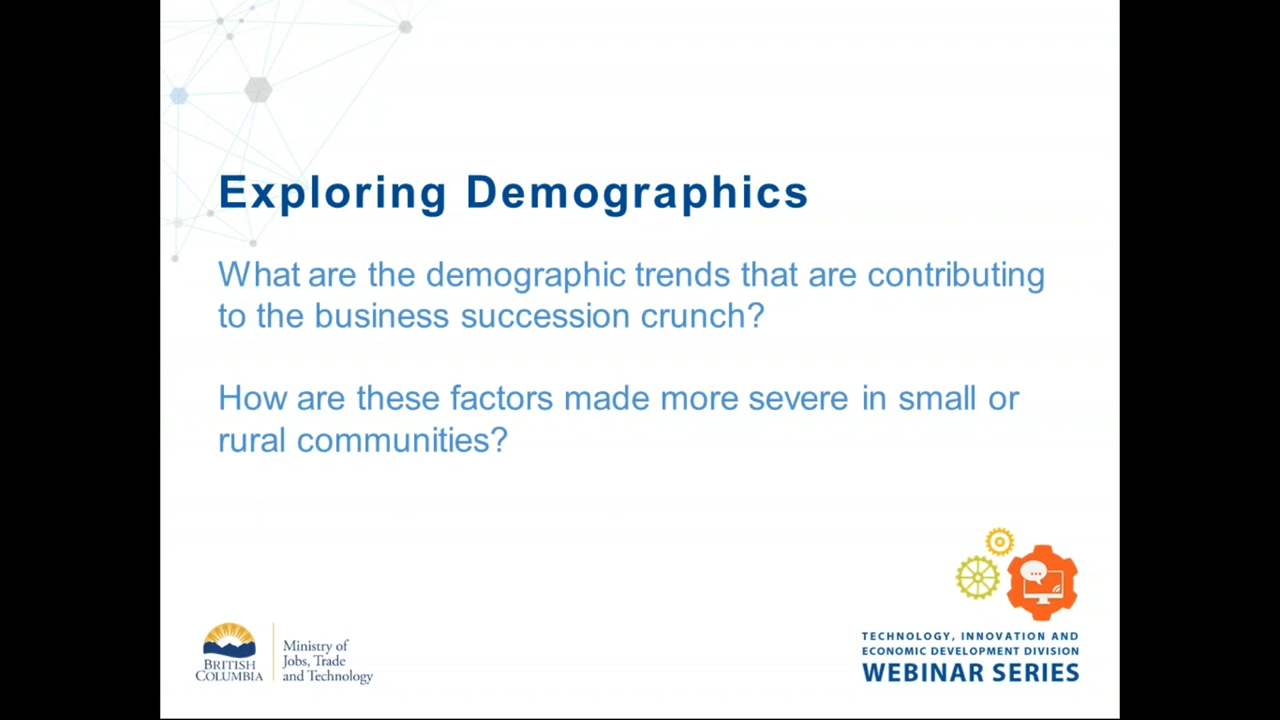 Exploring Demographics
What are the demographic trends that are contributing
to the business succession crunch?
How are these factors made more severe in small or
rural communities?
BRITISH
COLUMBIA
Ministry of
Jobs, Trade
and Technology
TECHNOLOGY, INNOVATION AND
ECONOMIC DEVELOPMENT DIVISION
WEBINAR SERIES